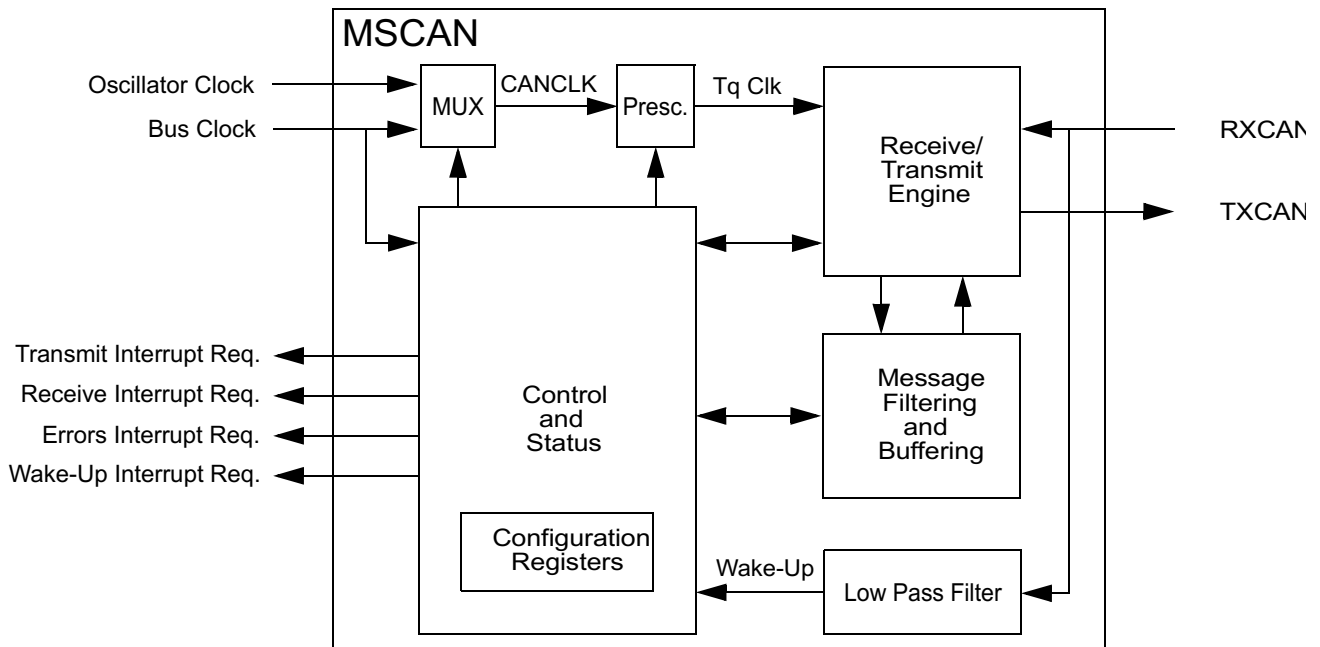 MSCAN
Oscillator Clock
Bus Clock
MUX
CANCLK
Presc.
Tq Clk
Receive/
Transmit
Engine
RXCAN
TXCAN
Transmit Interrupt Req.
Receive Interrupt Req.
Errors Interrupt Req.
Wake-Up Interrupt Req.
Control
and
Status
Message
Filtering
and
Buffering
Configuration
Registers
Wake-Up
Low Pass Filter